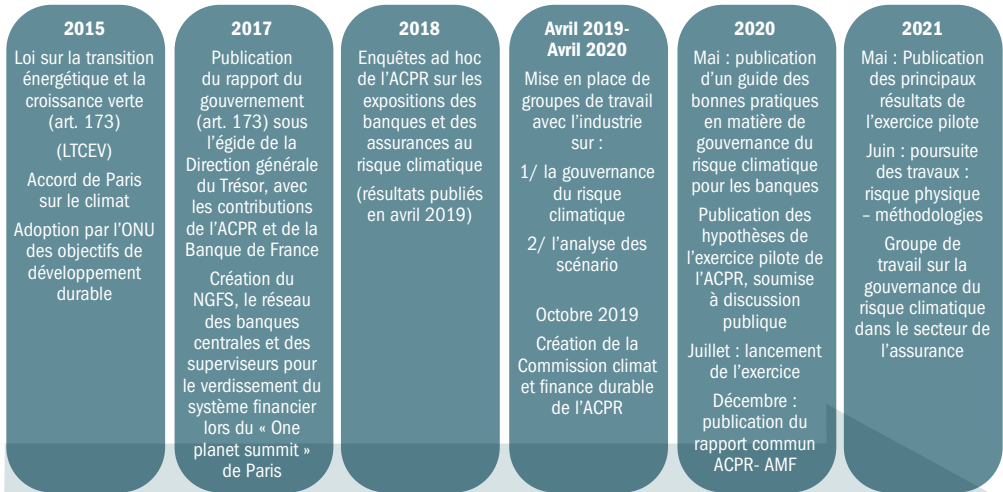 2015
Loi sur la transition
énergétique et la
croissance verte
(art. 173)
(LTCEV)
Accord de Paris
sur le climat
Adoption par l'ONU
des objectifs de
développement
durable
2017
Publication
du rapport du
gouvernement
(art. 173) sous
l'égide de la
Direction générale
du Trésor, avec
les contributions
de l'ACPR et de la
Banque de France
Création du
NGFS, le réseau
des banques
centrales et des
superviseurs pour
le verdissement du
système financier
lors du « One
planet summit »
de Paris
2018
Enquêtes ad hoc
de l'ACPR sur les
expositions des
banques et des
assurances au
risque climatique
(résultats publiés
en avril 2019)
Avril 2019-
Avril 2020
Mise en place de
groupes de travail
avec l'industrie
sur :
1/ la gouvernance
du risque
climatique
2/ l'analyse des
scénario
Octobre 2019
Création de la
Commission climat
et finance durable
de l'ACPR
2020
Mai : publication
d'un guide des
bonnes pratiques
en matière de
gouvernance du
risque climatique
pour les banques
Publication des
hypothèses de
l'exercice pilote de
l'ACPR, soumise
à discussion
publique
Juillet : lancement
de l'exercice
Décembre :
publication du
rapport commun
ACPR- AMF
2021
Mai : Publication
des principaux
résultats de
l'exercice pilote
Juin : poursuite
des travaux :
risque physique
– méthodologies
Groupe de
travail sur la
gouvernance du
risque climatique
dans le secteur de
l'assurance